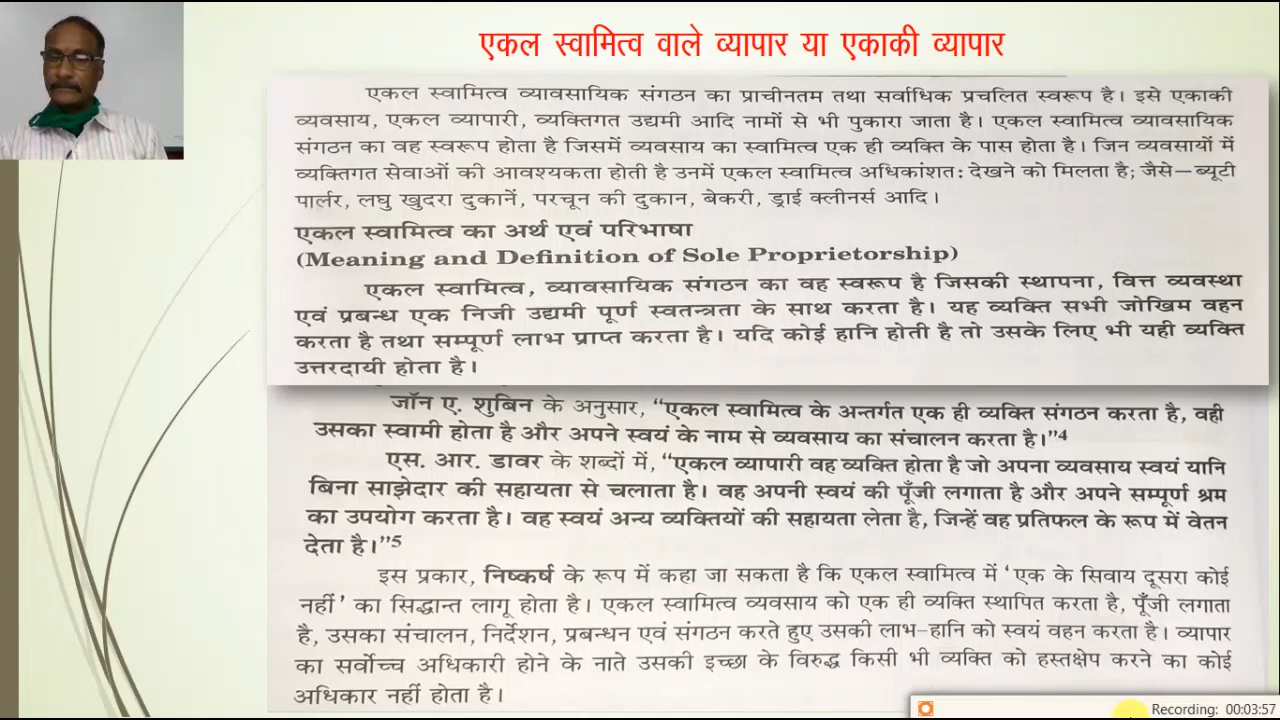 एकल स्वामित्व वाले व्यापार या एकाकी व्यापार
एकल स्वामित्व व्यावसायिक संगठन का प्राचीनतम तथा सर्वाधिक प्रचलित स्वरूप है। इसे एकाकी
व्यवसाय, एकल व्यापारी, व्यक्तिगत उद्यमी आदि नामों से भी पुकारा जाता है। एकल स्वामित्व व्यावसायिक
संगठन का वह स्वरूप होता है जिसमें व्यवसाय का स्वामित्व एक ही व्यक्ति के पास होता है। जिन व्यवसायों में
व्यक्तिगत सेवाओं की आवश्यकता होती है उनमें एकल स्वामित्व अधिकांशतः देखने को मिलता है; जैसे—ब्यूटी
पार्लर, लघु खुदरा दुकानें, परचून की दुकान, बेकरी, ड्राई क्लीनर्स आदि।
एकल स्वामित्व का अर्थ एवं परिभाषा
(Meaning and Definition of Sole Proprietorship)
एकल स्वामित्व, व्यावसायिक संगठन का वह स्वरूप है जिसकी स्थापना, वित्त व्यवस्था
एवं प्रबन्ध एक निजी उद्यमी पूर्ण स्वतन्त्रता के साथ करता है। यह व्यक्ति सभी जोखिम वहन
करता है तथा सम्पूर्ण लाभ प्राप्त करता है। यदि कोई हानि होती है तो उसके लिए भी यही व्यक्ति
उत्तरदायी होता है।
जॉन ए. शुबिन के अनुसार, “एकल स्वामित्व के अन्तर्गत एक ही व्यक्ति संगठन करता है, वही
उसका स्वामी होता है और अपने स्वयं के नाम से व्यवसाय का संचालन करता है।”4
एस. आर. डावर के शब्दों में, “एकल व्यापारी वह व्यक्ति होता है जो अपना व्यवसाय स्वयं यानि
बिना साझेदार की सहायता से चलाता है। वह अपनी स्वयं की पूँजी लगाता है और अपने सम्पूर्ण श्रम
का उपयोग करता है। वह स्वयं अन्य व्यक्तियों की सहायता लेता है, जिन्हें वह प्रतिफल के रूप में वेतन
देता है।”5
इस प्रकार, निष्कर्ष के रूप में कहा जा सकता है कि एकल स्वामित्व में ‘एक के सिवाय दूसरा कोई
नहीं’ का सिद्धान्त लागू होता है। एकल स्वामित्व व्यवसाय को एक ही व्यक्ति स्थापित करता है, पूँजी लगाता
है, उसका संचालन, निर्देशन, प्रबन्धन एवं संगठन करते हुए उसकी लाभ-हानि को स्वयं वहन करता है। व्यापार
का सर्वोच्च अधिकारी होने के नाते उसकी इच्छा के विरुद्ध किसी भी व्यक्ति को हस्तक्षेप करने का कोई
अधिकार नहीं होता है।
Recording: 00:03:57